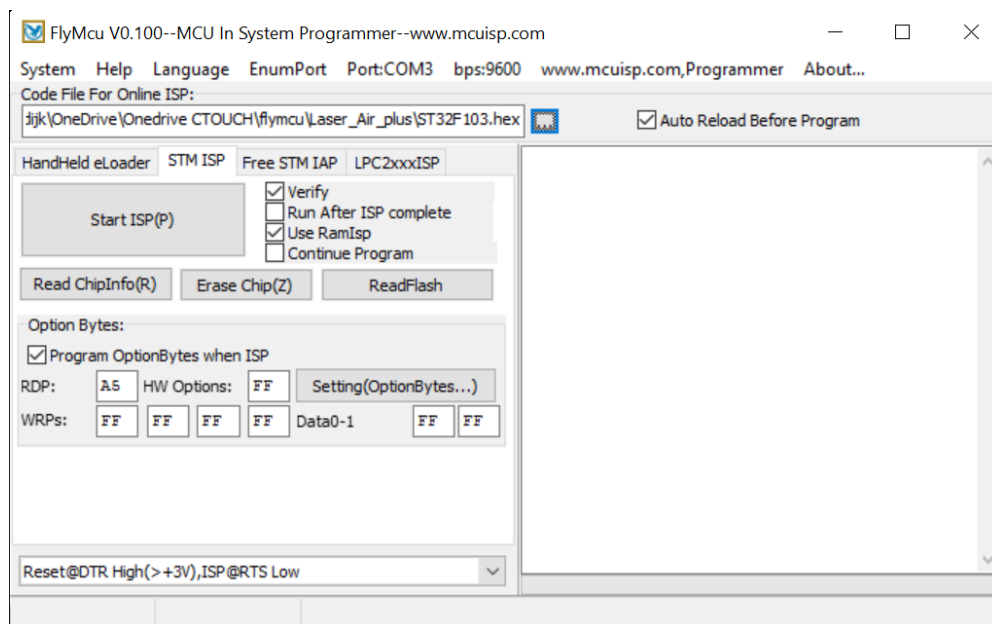 FlyMcu V0.100--MCU In System Programmer--www.mcuisp.com
System Help Language EnumPort Port:COM3 bps:9600 www.mcuisp.com,Programmer About...
Code File For Online ISP:
dijk\OneDrive\Onedrive CTOUCH\flymcu\Laser_Air_plus\ST32F103.hex ... Auto Reload Before Program
HandHeld eLoader STM ISP Free STM IAP LPC2xxxISP
Start ISP(P)
Verify
Run After ISP complete
Use RamIsp
Continue Program
Read ChipInfo(R) Erase Chip(Z) ReadFlash
Option Bytes:
Program OptionBytes when ISP
RDP: A5 HW Options: FF Setting(OptionBytes...)
WRPs: FF FF FF FF Data0-1 FF FF
Reset@DTR High(>+3V),ISP@RTS Low